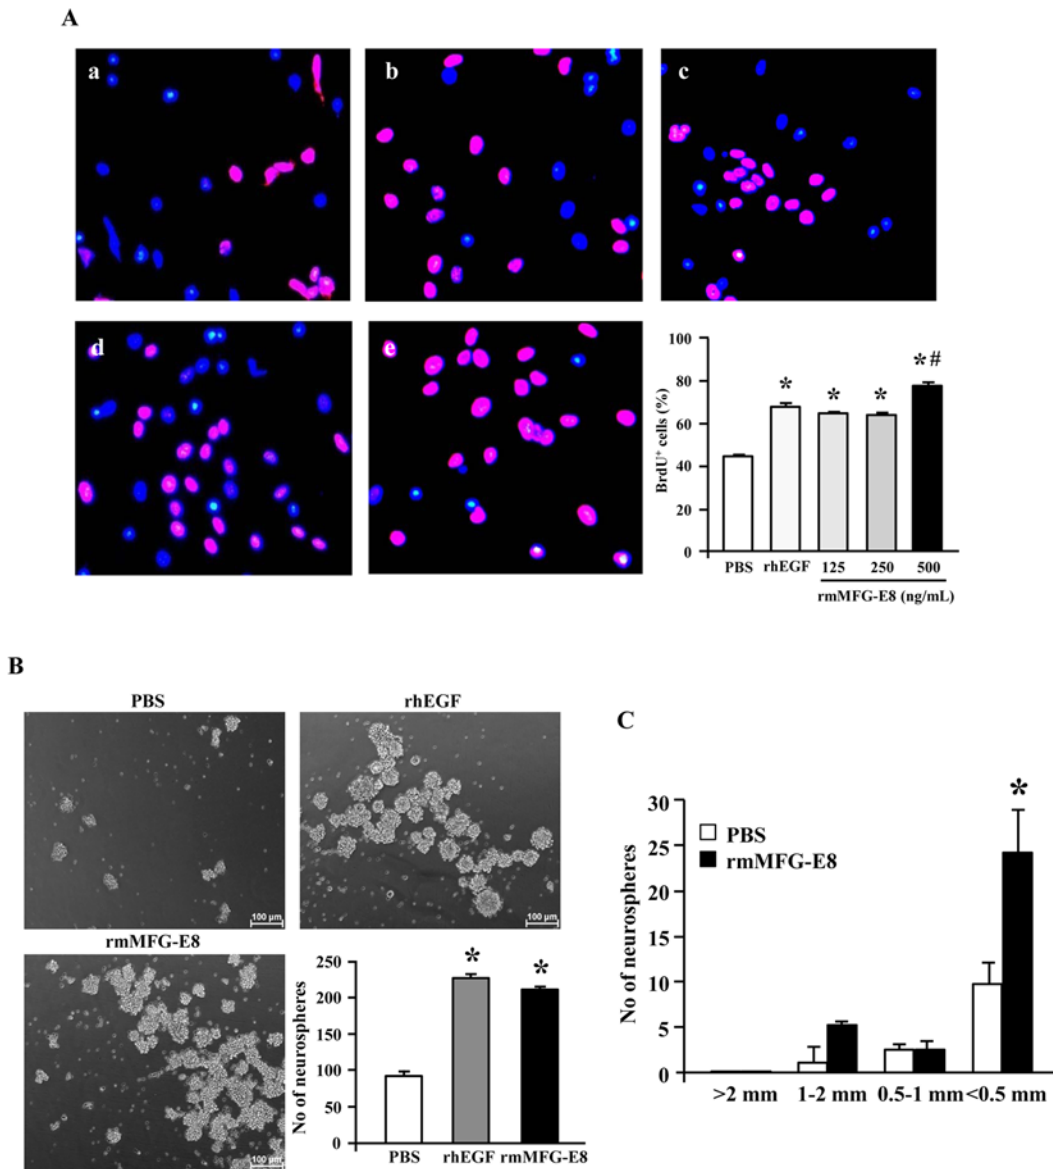 A
a
b
c
d
e
BrdU⁺ cells (%)
100
80
60
40
20
0
*
*
*
*#
PBS
rhEGF
125
250
500
rmMFG-E8 (ng/mL)
B
PBS
100 µm
rhEGF
100 µm
rmMFG-E8
100 µm
No of neurospheres
250
200
150
100
50
0
*
*
PBS
rhEGF
rmMFG-E8
C
No of neurospheres
30
25
20
15
10
5
0
PBS
rmMFG-E8
*
>2 mm
1-2 mm
0.5-1 mm
<0.5 mm